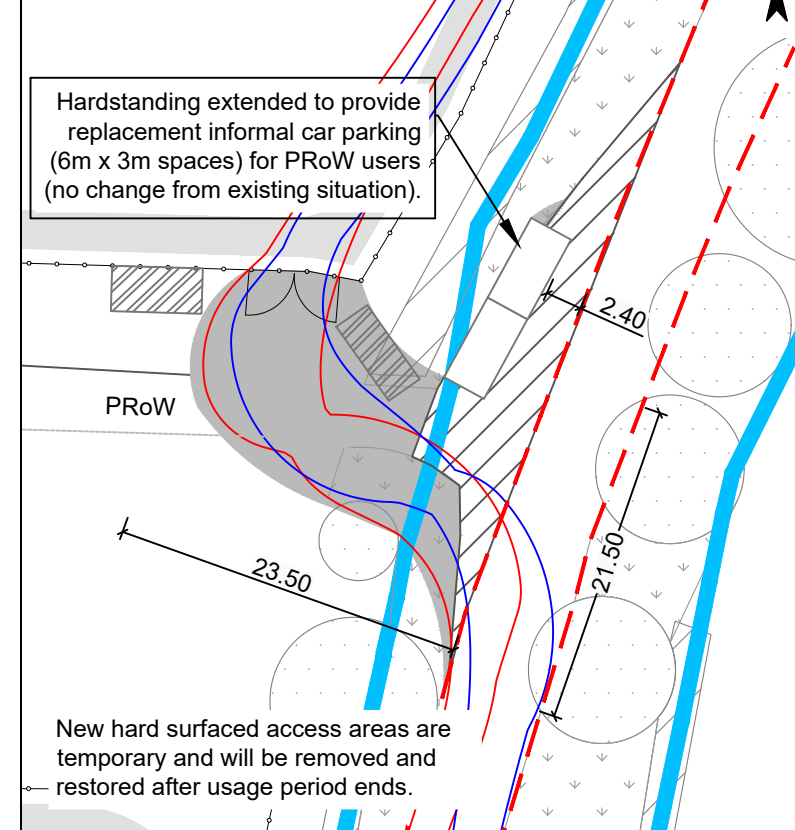 Hardstanding extended to provide
replacement informal car parking
(6m x 3m spaces) for PRoW users
(no change from existing situation).
2.40
PRoW
23.50
21.50
New hard surfaced access areas are
temporary and will be removed and
restored after usage period ends.